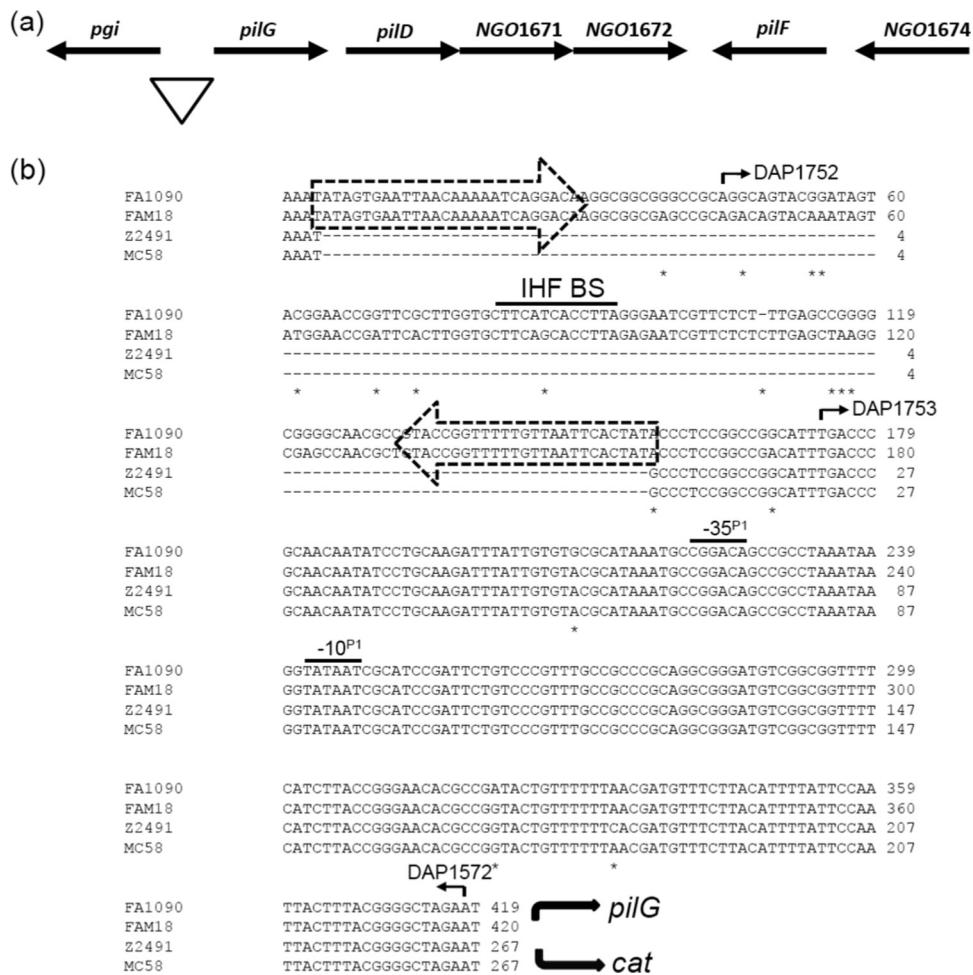 (a)
pgi pilG pilD NGO1671 NGO1672 pilF NGO1674
(b)
DAP1752
FA1090 AAATATAGTGAATTAACAAAAATCAGGACAAGGCGGCGGGCCGCAGGCAGTACGGATAGT 60
FAM18 AAATATAGTGAATTAACAAAAATCAGGACAAGGCGGCGAGCCGCAGACAGTACAAATAGT 60
Z2491 AAAT-------------------------------------------------------- 4
MC58 AAAT-------------------------------------------------------- 4
* * **
IHF BS
FA1090 ACGGAACCGGTTCGCTTGGTGCTTCATCACCTTAGGGAATCGTTCTCT-TTGAGCCGGGG 119
FAM18 ATGGAACCGATTCACTTGGTGCTTCAGCACCTTAGAGAATCGTTCTCTCTTGAGCTAAGG 120
Z2491 ------------------------------------------------------------ 4
MC58 ------------------------------------------------------------ 4
* * * * * ***
DAP1753
FA1090 CGGGGCAACGCCGTACCGGTTTTTGTTAATTCACTATACCCTCCGGCCGGCATTTGACCC 179
FAM18 CGAGCCAACGCTGTACCGGTTTTTGTTAATTCACTATACCCTCCGGCCGACATTTGACCC 180
Z2491 -------------------------------------GCCCTCCGGCCGGCATTTGACCC 27
MC58 -------------------------------------GCCCTCCGGCCGGCATTTGACCC 27
* *
-35P1
FA1090 GCAACAATATCCTGCAAGATTTATTGTGTGCGCATAAATGCCGGACAGCCGCCTAAATAA 239
FAM18 GCAACAATATCCTGCAAGATTTATTGTGTACGCATAAATGCCGGACAGCCGCCTAAATAA 240
Z2491 GCAACAATATCCTGCAAGATTTATTGTGTACGCATAAATGCCGGACAGCCGCCTAAATAA 87
MC58 GCAACAATATCCTGCAAGATTTATTGTGTACGCATAAATGCCGGACAGCCGCCTAAATAA 87
*
-10P1
FA1090 GGTATAATCGCATCCGATTCTGTCCCGTTTGCCGCCCGCAGGCGGGATGTCGGCGGTTTT 299
FAM18 GGTATAATCGCATCCGATTCTGTCCCGTTTGCCGCCCGCAGGCGGGATGTCGGCGGTTTT 300
Z2491 GGTATAATCGCATCCGATTCTGTCCCGTTTGCCGCCCGCAGGCGGGATGTCGGCGGTTTT 147
MC58 GGTATAATCGCATCCGATTCTGTCCCGTTTGCCGCCCGCAGGCGGGATGTCGGCGGTTTT 147
FA1090 CATCTTACCGGGAACACGCCGATACTGTTTTTTAACGATGTTTCTTACATTTTATTCCAA 359
FAM18 CATCTTACCGGGAACACGCCGGTACTGTTTTTTAACGATGTTTCTTACATTTTATTCCAA 360
Z2491 CATCTTACCGGGAACACGCCGGTACTGTTTTTTCACGATGTTTCTTACATTTTATTCCAA 207
MC58 CATCTTACCGGGAACACGCCGGTACTGTTTTTTAACGATGTTTCTTACATTTTATTCCAA 207
* *
DAP1572
FA1090 TTACTTTACGGGGCTAGAAT 419
FAM18 TTACTTTACGGGGCTAGAAT 420
Z2491 TTACTTTACGGGGCTAGAAT 267
MC58 TTACTTTACGGGGCTAGAAT 267
pilG
cat